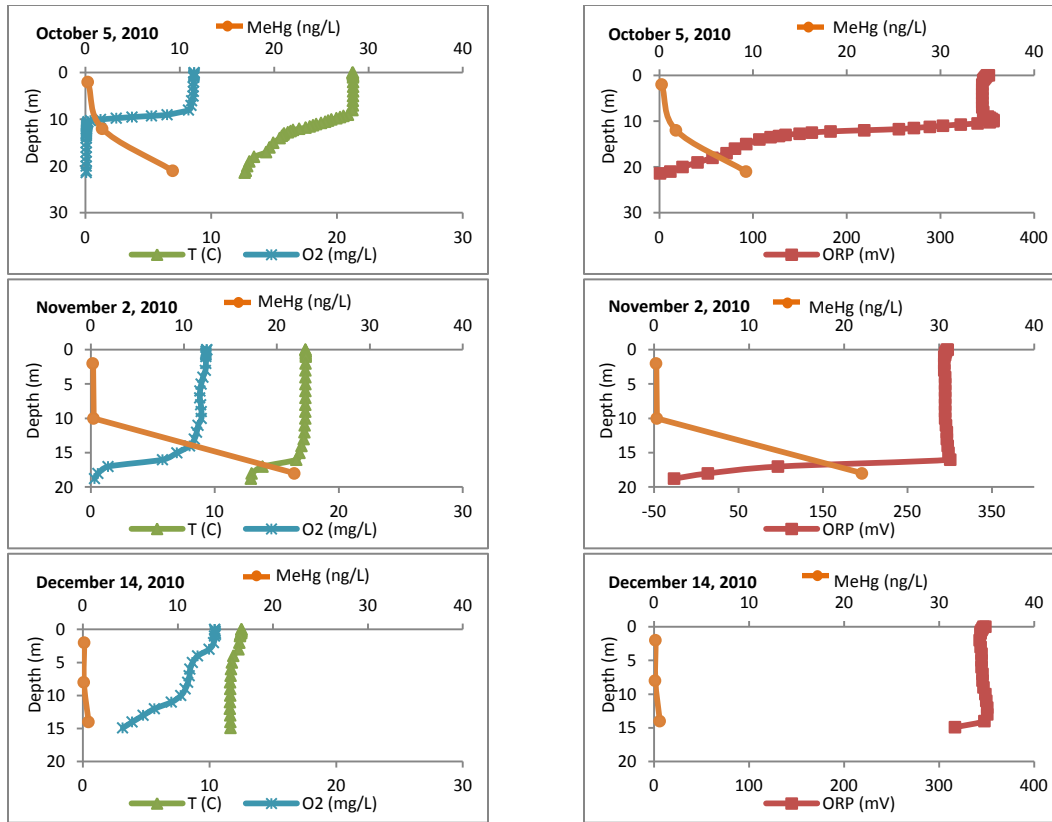 October 5, 2010
MeHg (ng/L)
0 10 20 30 40
0
10
20
30
Depth (m)
0 10 20 30
T (C) O2 (mg/L)
October 5, 2010
MeHg (ng/L)
0 10 20 30 40
0
10
20
30
Depth (m)
0 100 200 300 400
ORP (mV)
November 2, 2010
MeHg (ng/L)
0 10 20 30 40
0
5
10
15
20
Depth (m)
0 10 20 30
T (C) O2 (mg/L)
November 2, 2010
MeHg (ng/L)
0 10 20 30 40
0
5
10
15
20
Depth (m)
-50 50 150 250 350
ORP (mV)
December 14, 2010
MeHg (ng/L)
0 10 20 30 40
0
5
10
15
20
Depth (m)
0 10 20 30
T (C) O2 (mg/L)
December 14, 2010
MeHg (ng/L)
0 10 20 30 40
0
5
10
15
20
Depth (m)
0 100 200 300 400
ORP (mV)